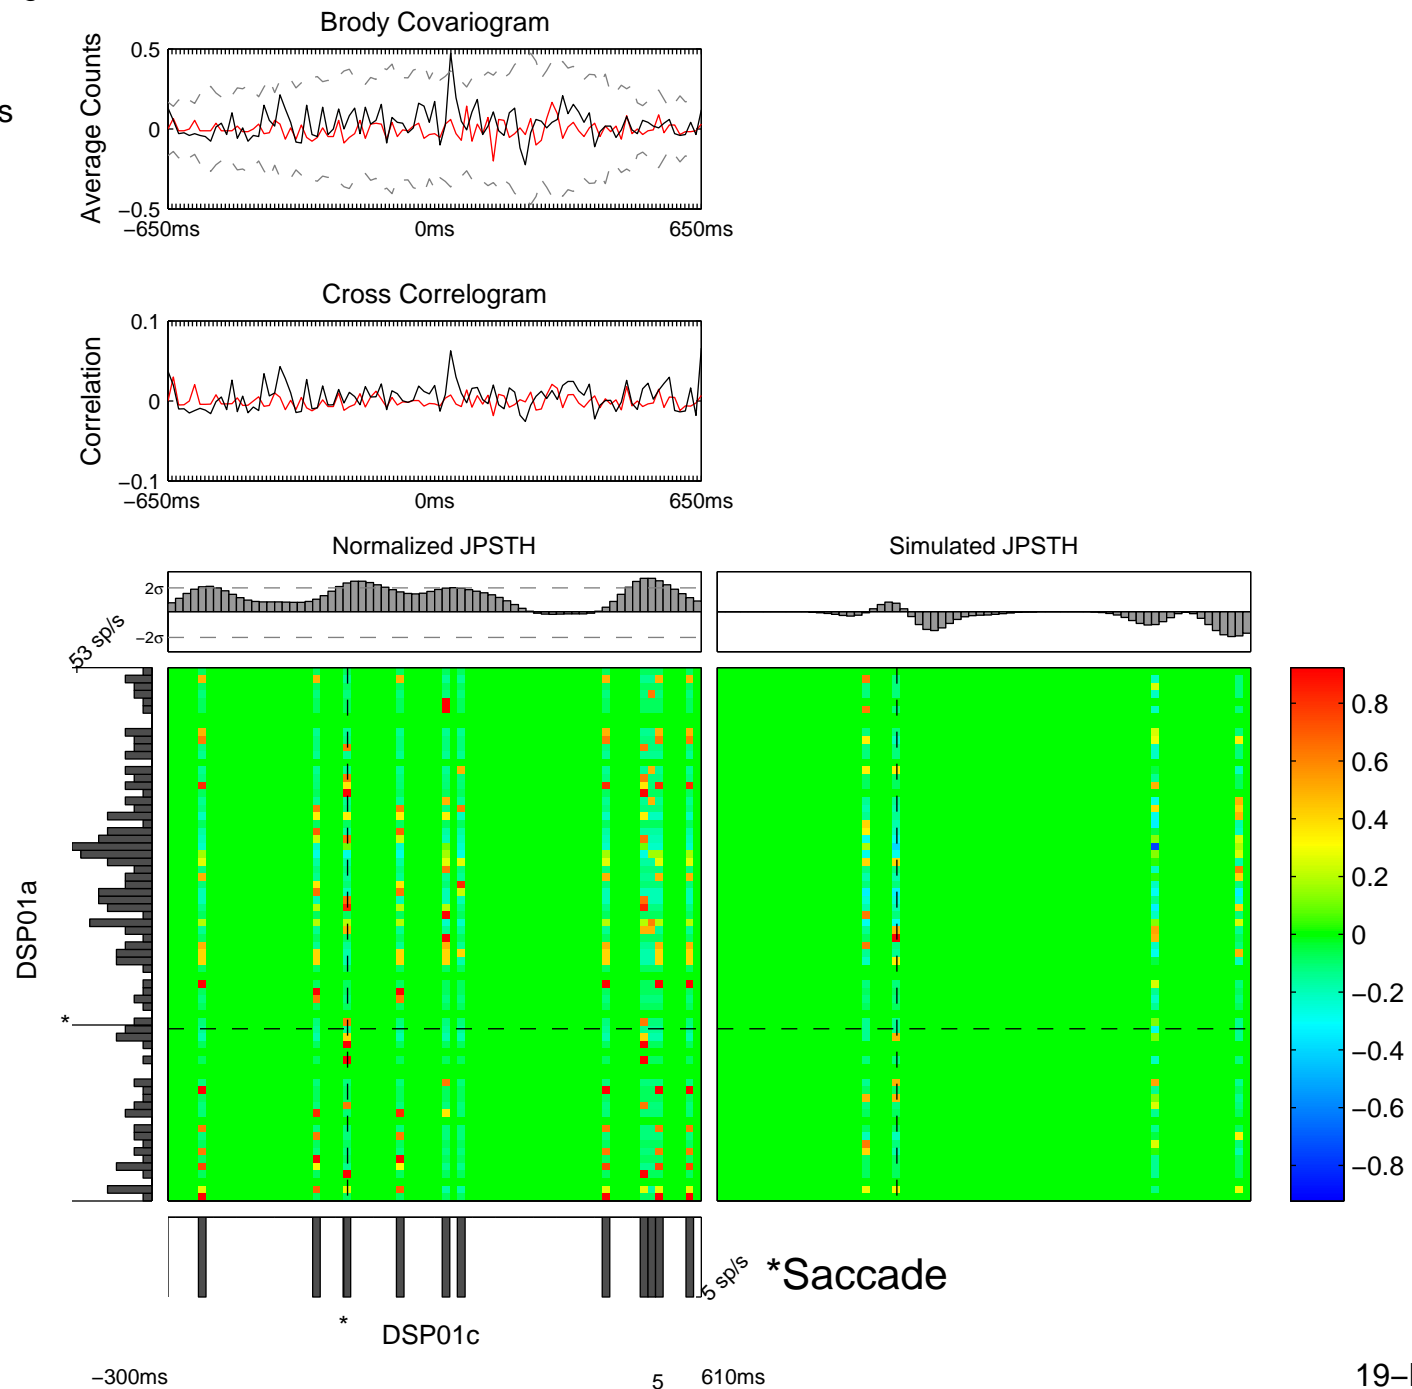 Brody Covariogram
Average Counts
0.5
0
−0.5
−650ms
0ms
650ms
s
Cross Correlogram
Correlation
0.1
0
−0.1
−650ms
0ms
650ms
Normalized JPSTH
Simulated JPSTH
2σ
−2σ
53 sp/s
DSP01a
*
0.8
0.6
0.4
0.2
0
−0.2
−0.4
−0.6
−0.8
5 sp/s
*Saccade
*
DSP01c
−300ms
5
610ms